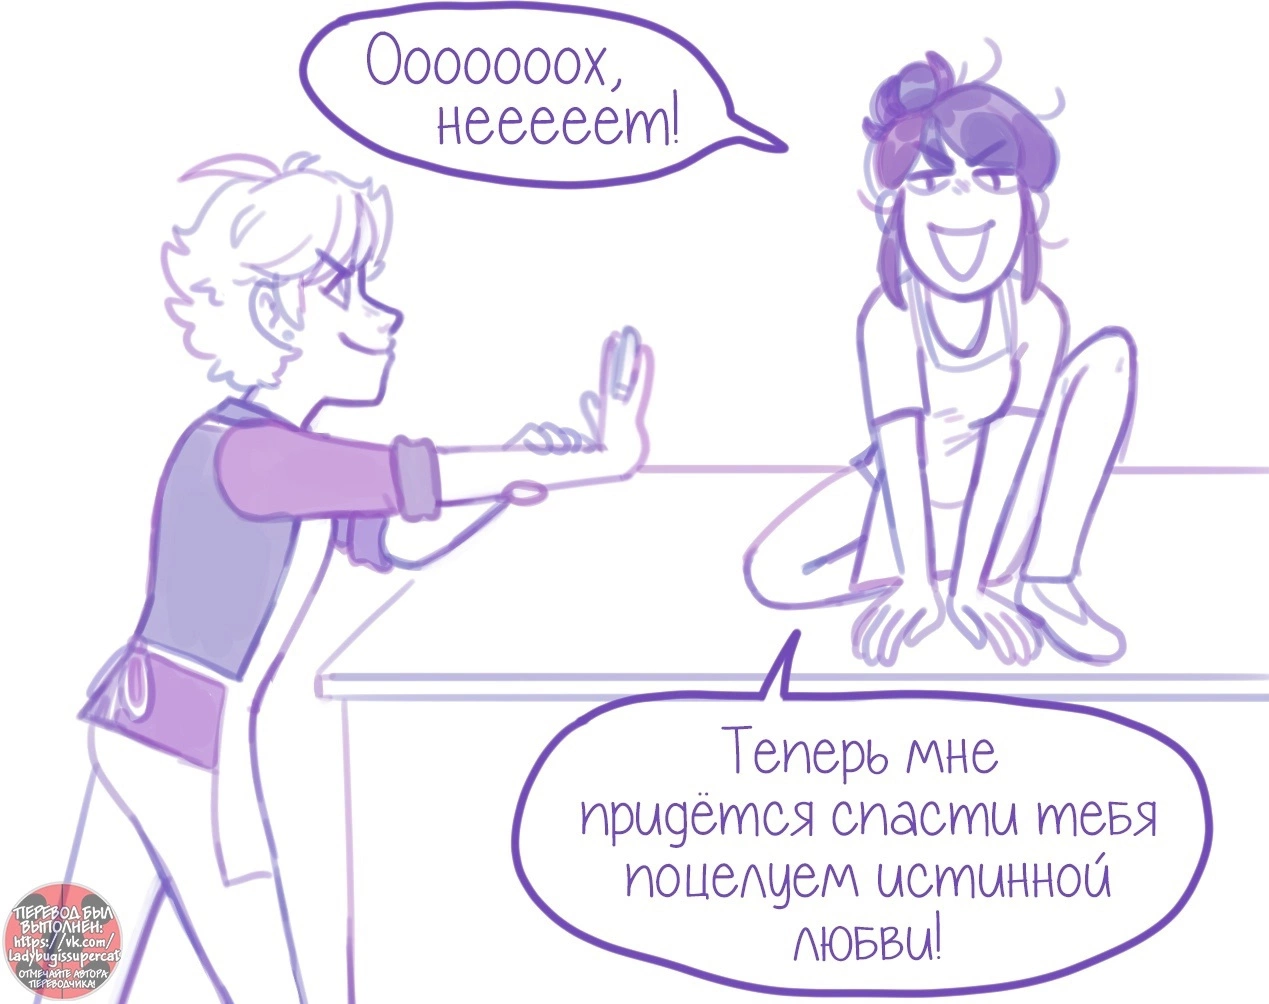 Ооооооох,
нееееет!
Теперь мне
придётся спасти тебя
поцелуем истинной
любви!
ПЕРЕВОД БЫЛ
ВЫПОЛНЕН:
https://vk.com/
ladybugissupercat
ОТМЕЧАЙТЕ АВТОРА
ПЕРЕВОДЧИКА!